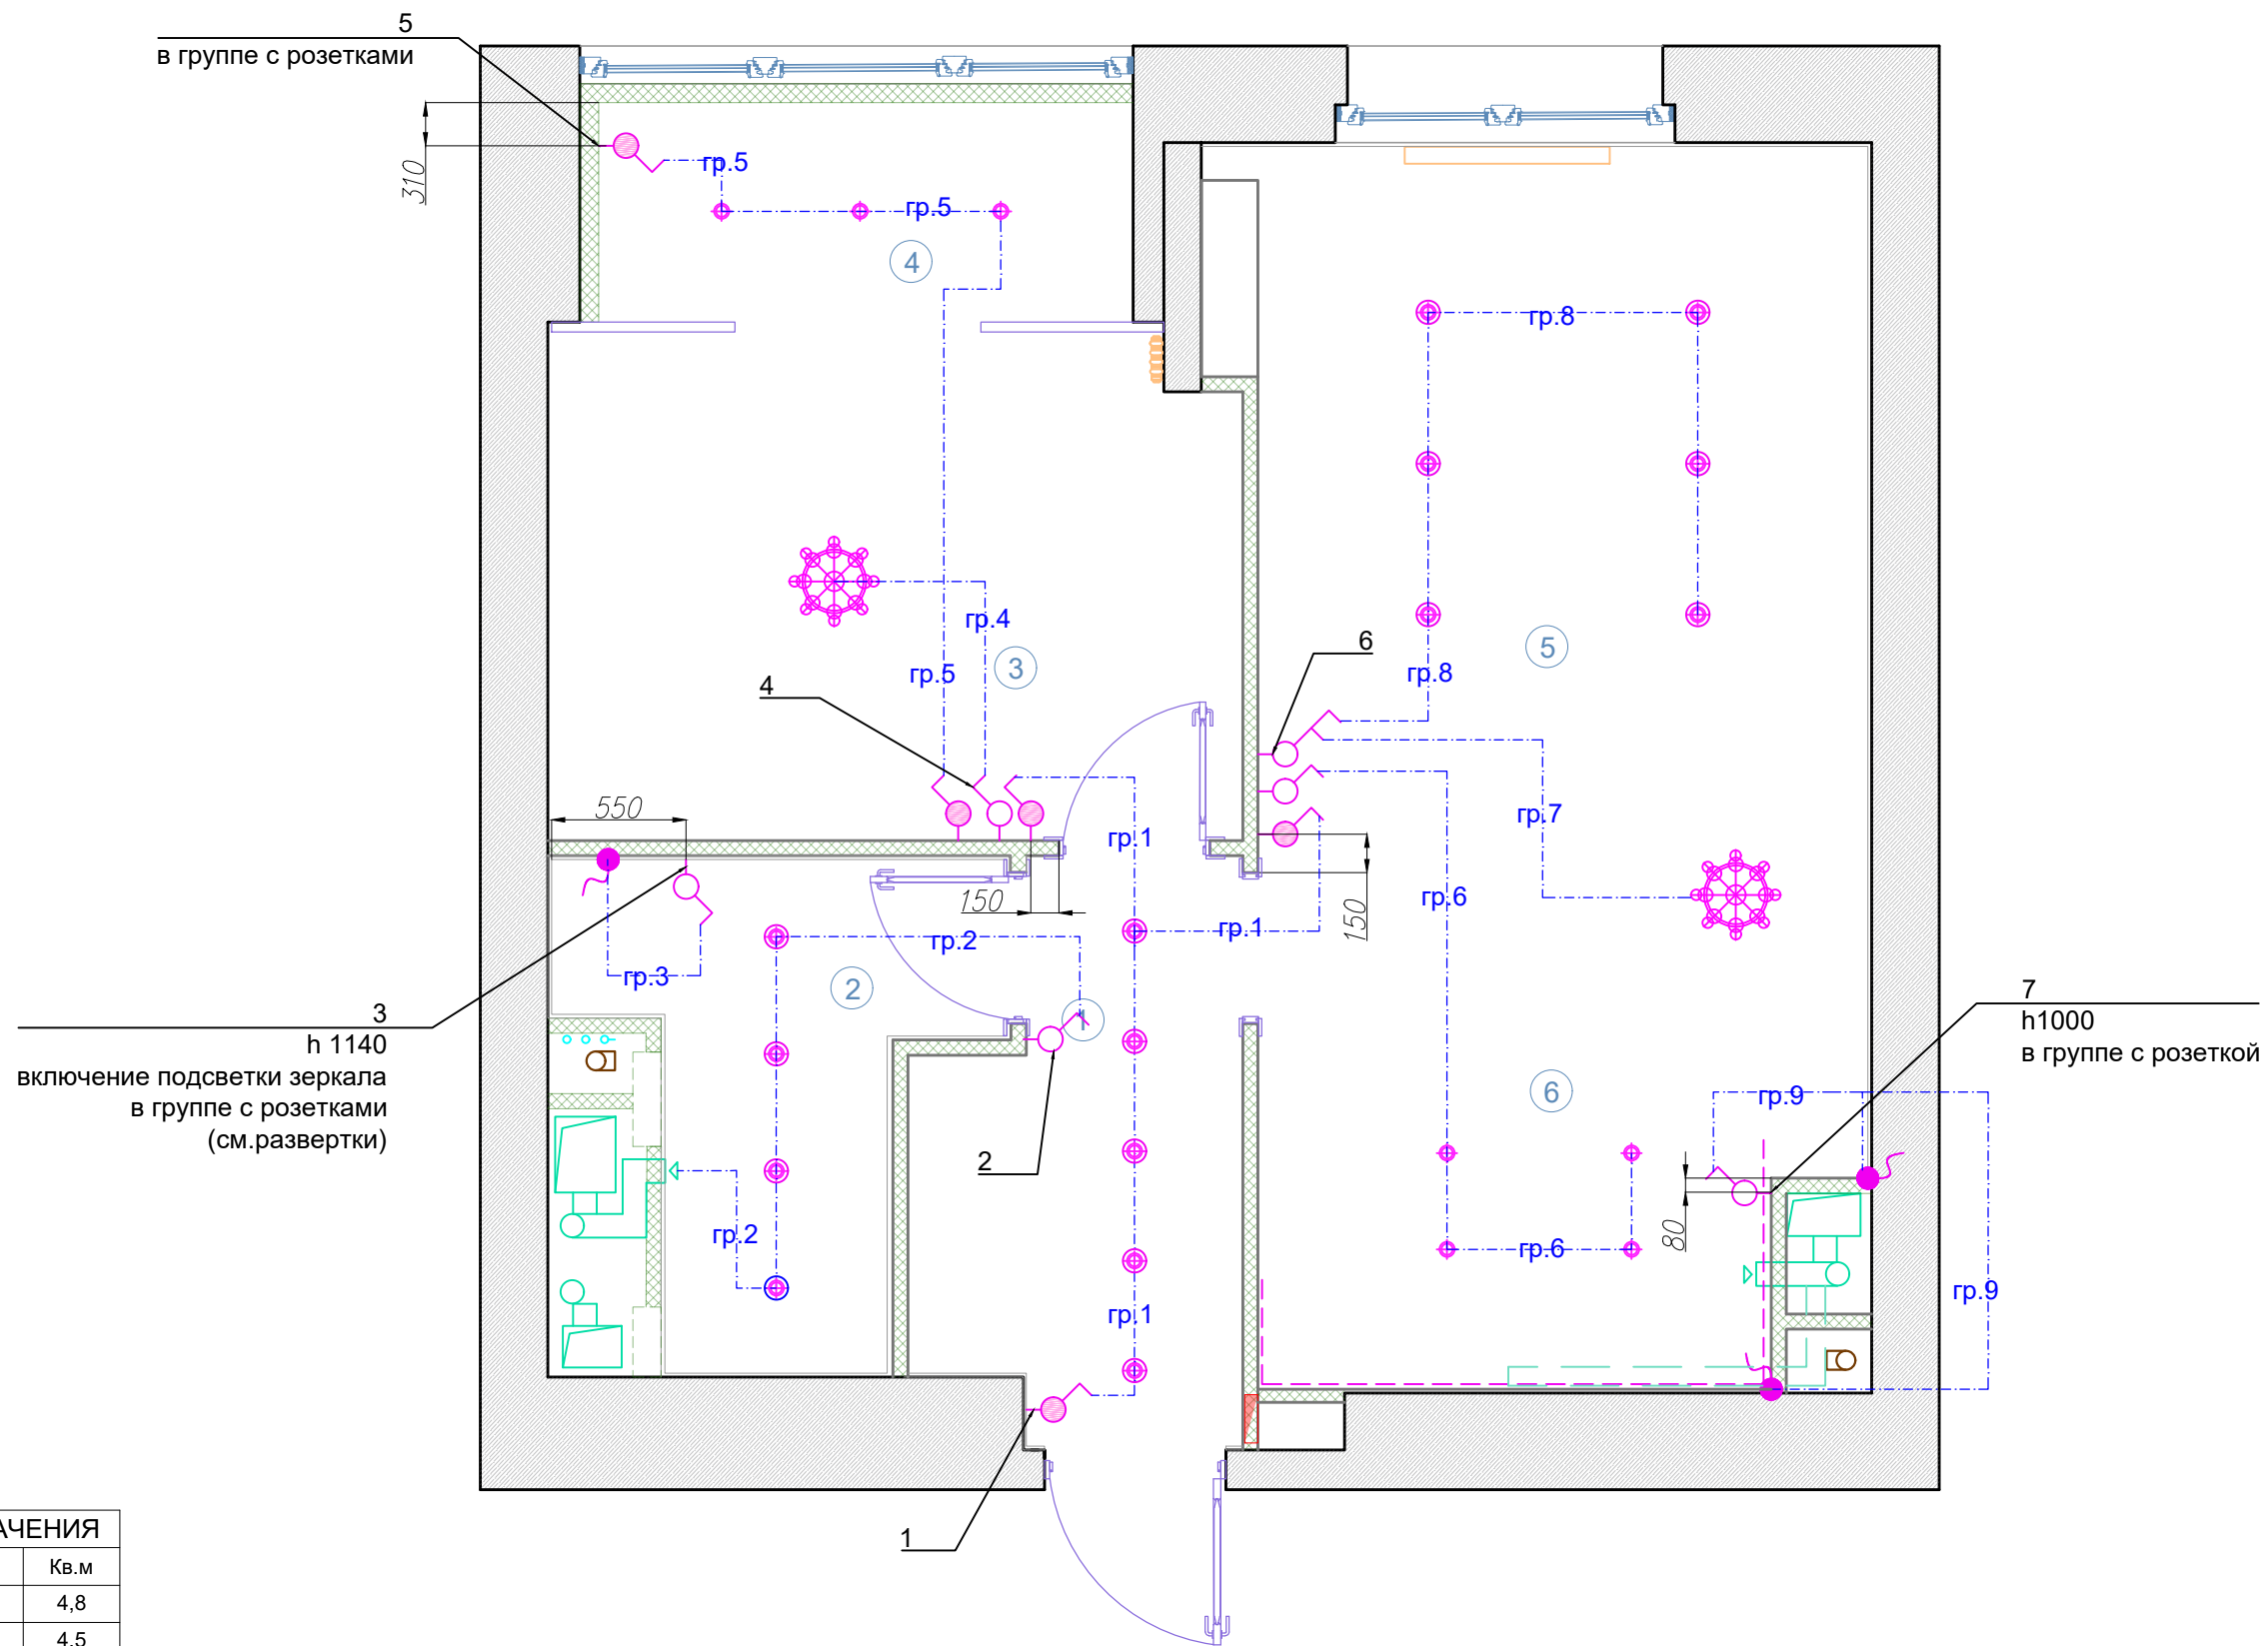 5
в группе с розетками
310
гр.5
гр.5
4
гр.8
гр.4
3
гр.5
5
гр.8
6
4
550
гр.1
гр.7
150
гр.2
гр.1
гр.6
150
гр.3
2
1
3
h 1140
включение подсветки зеркала
в группе с розетками
(см.развертки)
7
h1000
в группе с розеткой
6
гр.9
2
гр.2
80
гр.6
гр.9
гр.1
1
АЧЕНИЯ
Кв.м
4,8
4,5